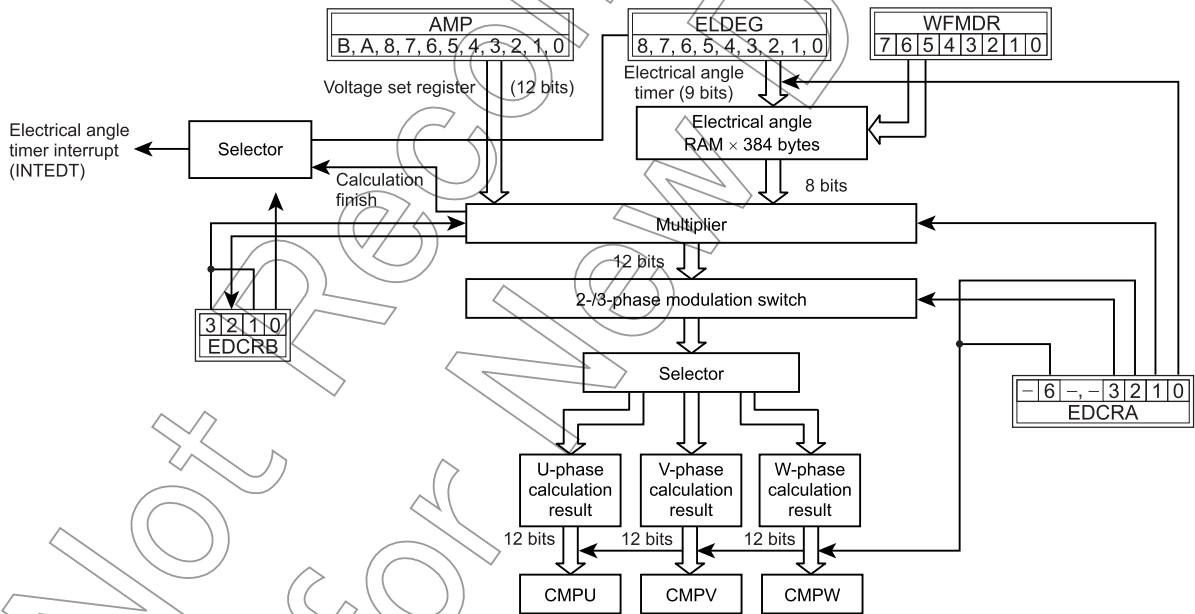 AMP
B, A, 8, 7, 6, 5, 4, 3, 2, 1, 0
ELDEG
8, 7, 6, 5, 4, 3, 2, 1, 0
WFMDR
7 6 5 4 3 2 1 0
Voltage set register (12 bits)
Electrical angle
timer (9 bits)
Electrical angle
RAM × 384 bytes
8 bits
Electrical angle
timer interrupt
(INTEDT)
Selector
Calculation
finish
Multiplier
12 bits
2-/3-phase modulation switch
3 2 1 0
EDCRB
Selector
– 6 –, – 3 2 1 0
EDCRA
U-phase
calculation
result
V-phase
calculation
result
W-phase
calculation
result
12 bits
12 bits
12 bits
CMPU
CMPV
CMPW
Not Recom
for New D